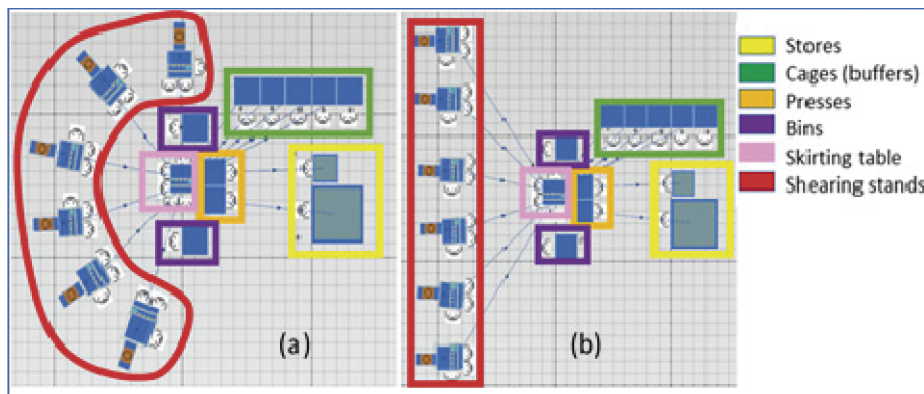 Stores
Cages (buffers)
Presses
Bins
Skirting table
Shearing stands
(a)
(b)